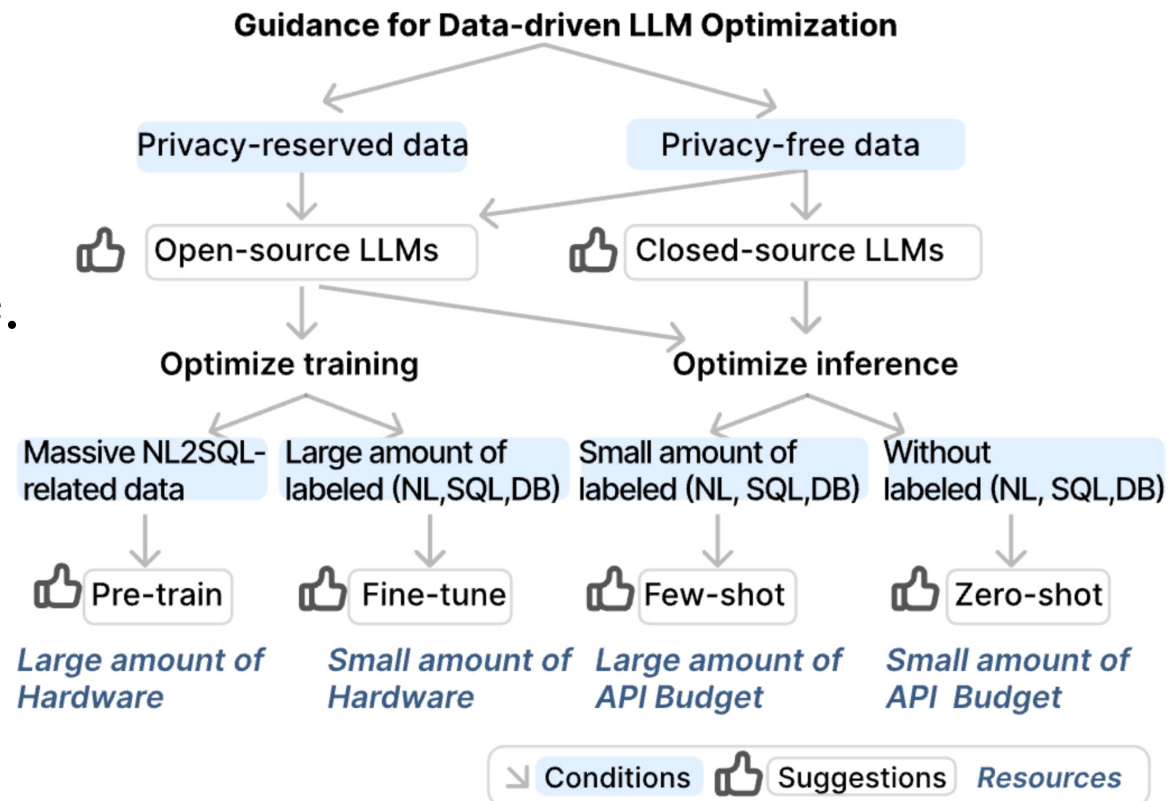 Guidance for Data-driven LLM Optimization
Privacy-reserved data
Privacy-free data
Open-source LLMs
Closed-source LLMs
Optimize training
Optimize inference
Massive NL2SQL-
related data
Large amount of
labeled (NL,SQL,DB)
Small amount of
labeled (NL, SQL,DB)
Without
labeled (NL, SQL,DB)
Pre-train
Fine-tune
Few-shot
Zero-shot
Large amount of
Hardware
Small amount of
Hardware
Large amount of
API Budget
Small amount of
API Budget
Conditions
Suggestions
Resources